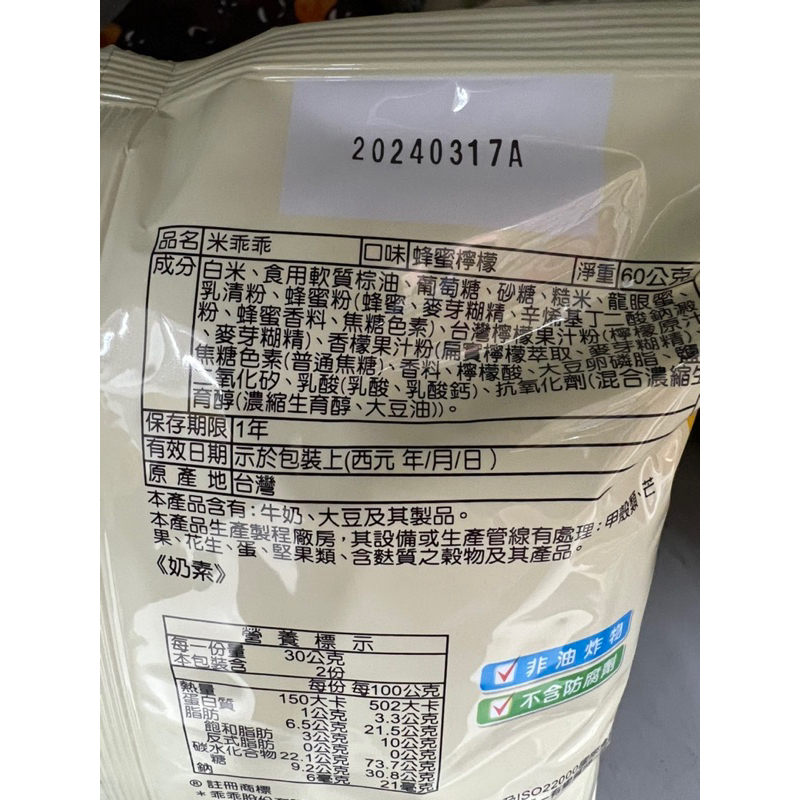 20240317A
品名 米乖乖 口味 蜂蜜檸檬 淨重 60公克
成分 白米、食用軟質棕油、葡萄糖、砂糖、糙米、龍眼蜜、
乳清粉、蜂蜜粉(蜂蜜、麥芽糊精、辛烯基丁二酸鈉澱
粉、蜂蜜香料、焦糖色素)、台灣檸檬果汁粉(檸檬原汁
、麥芽糊精)、香檬果汁粉(扁實檸檬萃取、麥芽糊精)、
焦糖色素(普通焦糖)、香料、檸檬酸、大豆卵磷脂、鹽
二氧化矽、乳酸(乳酸、乳酸鈣)、抗氧化劑(混合濃縮生
育醇(濃縮生育醇、大豆油))。
保存期限 1年
有效日期 示於包裝上(西元 年/月/日)
原產地 台灣
本產品含有:牛奶、大豆及其製品。
本產品生產製程廠房,其設備或生產管線有處理:甲殼類、芒
果、花生、蛋、堅果類、含麩質之穀物及其產品。
《奶素》
營養標示
每一份量 30公克
本包裝含 2份
每份 每100公克
熱量 150大卡 502大卡
蛋白質 1公克 3.3公克
脂肪 6.5公克 21.5公克
飽和脂肪 3公克 10公克
反式脂肪 0公克 0公克
碳水化合物 22.1公克 73.7公克
糖 9.2公克 30.8公克
鈉 6毫克 21毫克
非油炸物
不含防腐劑
®註冊商標
*乖乖股份有
及ISO22000